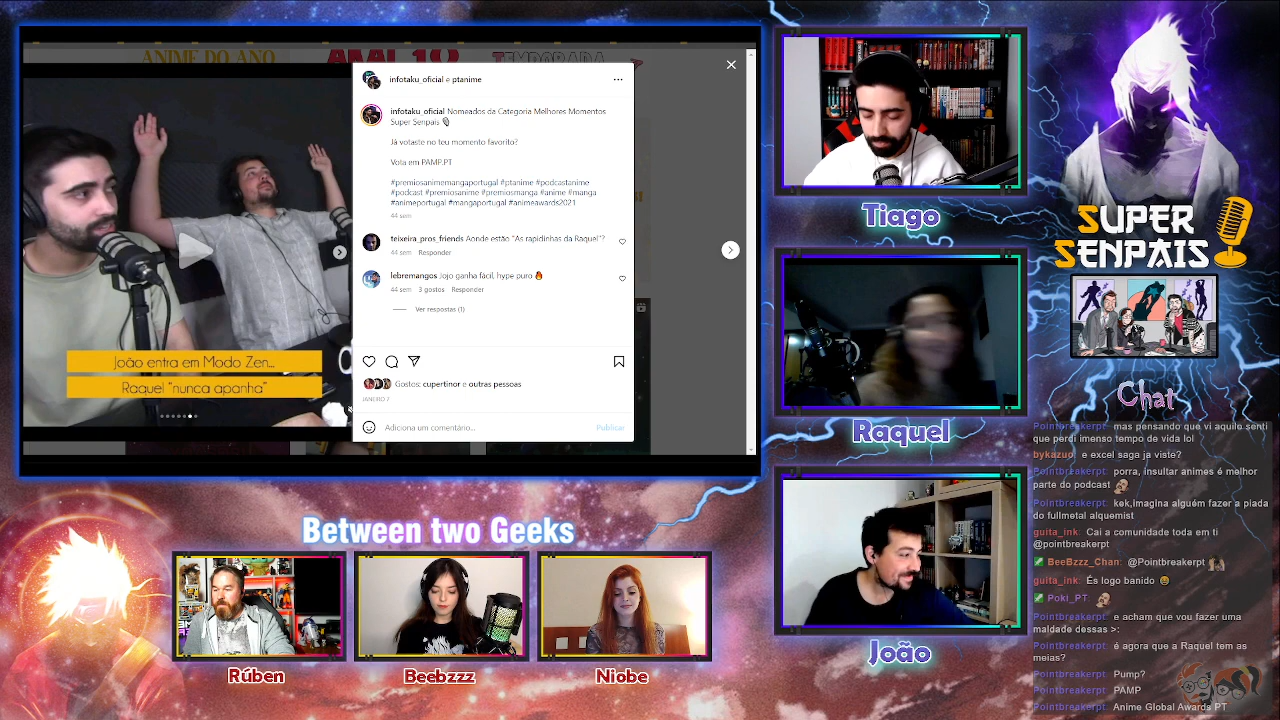 ANIME DO ANO
TEMPORADA
infotaku_oficial e ptanime
infotaku_oficial Nomeados da Categoria Melhores Momentos
Super Senpais
Já votaste no teu momento favorito?
Vota em PAMP.PT
#premiosanimemangaportugal #ptanime #podcastanime
#podcast #premiosanime #premiosmanga #anime #manga
#animeportugal #mangaportugal #animeawards2021
44 sem
teixeira_pros_friends Aonde estão "As rapidinhas da Raquel"?
44 sem Responder
lebremangos Jojo ganha fácil, hype puro
44 sem 3 gostos Responder
Ver respostas (1)
Gostos: cupertinor e outras pessoas
JANEIRO 7
Adiciona um comentário...
Publicar
João entra em Modo Zen...
Raquel "nunca apanha"
Between two Geeks
Rúben
Beebzzz
Niobe
Tiago
Raquel
João
SUPER
SENPAIS
Chat
Pointbreakerpt: mas pensando que vi aquilo senti
que perdi imenso tempo de vida lol
bykazuo: e excel saga ja viste?
Pointbreakerpt: porra, insultar animes é melhor
parte do podcast
Pointbreakerpt: kek,Imagina alguém fazer a piada
do fullmetal alquemist
guita_ink: Cai a comunidade toda em ti
@pointbreakerpt
BeeBzzz_Chan: @Pointbreakerpt
guita_ink: És logo banido
Poki_PT:
Pointbreakerpt: e acham que vou fazer uma
maldade dessas >:
Pointbreakerpt: é agora que a Raquel tem as
meias?
Pointbreakerpt: Pump?
Pointbreakerpt: PAMP
Pointbreakerpt: Anime Global Awards PT